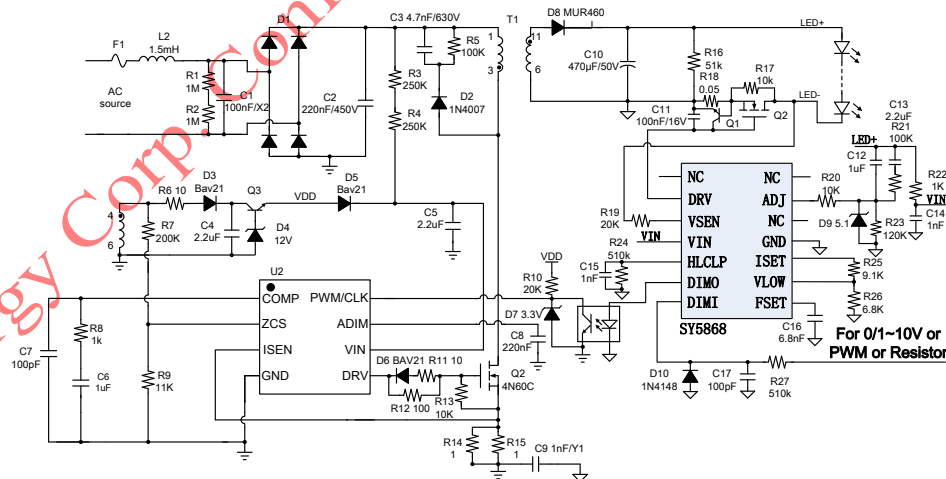 D1
C3 4.7nF/630V
T1
D8 MUR460
LED+
F1
L2
1.5mH
R5
100K
1
3
11
6
C10
470µF/50V
R16
51k
R17
10k
R18
0.05
LED-
AC
source
R1
1M
R2
1M
C1
100nF/X2
C2
220nF/450V
R3
250K
R4
250K
D2
1N4007
C11
100nF/16V
Q1
Q2
C13
2.2uF
R21
100K
LED+
C12
1uF
R22
1K
VIN
C14
1nF
R20
10K
D9 5.1
R23
120K
NC
DRV
VSEN
VIN
HLCLP
DIMO
DIMI
NC
ADJ
NC
GND
ISET
VLOW
FSET
SY5868
R19
20K
VIN
R24
510k
C15
1nF
R25
9.1K
R26
6.8K
C16
6.8nF
For 0/1~10V or
PWM or Resistor
D10
1N4148
C17
100pF
R27
510k
4
6
R6 10
D3
Bav21
Q3
VDD
D5
Bav21
R7
200K
C4
2.2uF
D4
12V
C5
2.2uF
U2
COMP
ZCS
ISEN
GND
PWM/CLK
ADIM
VIN
DRV
VDD
R10
20K
D7 3.3V
C8
220nF
C7
100pF
R8
1k
C6
1uF
R9
11K
D6 BAV21
R11 10
R12 100
R13
10K
Q2
4N60C
R14
1
R15
1
C9 1nF/Y1
rgy Corp. Con